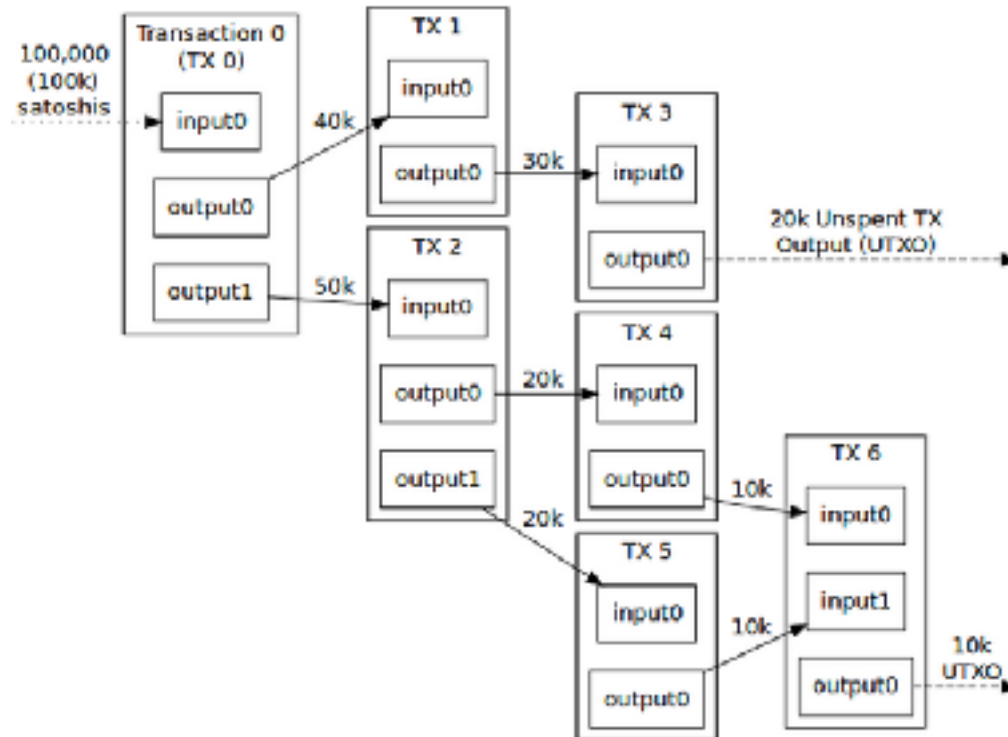 100,000
(100k)
satoshis
Transaction 0
(TX 0)
input0
output0
output1
40k
50k
TX 1
input0
output0
30k
TX 2
input0
output0
output1
20k
20k
TX 3
input0
output0
20k Unspent TX
Output (UTXO)
TX 4
input0
output0
10k
TX 5
input0
output0
10k
TX 6
input0
input1
output0
10k
UTXO